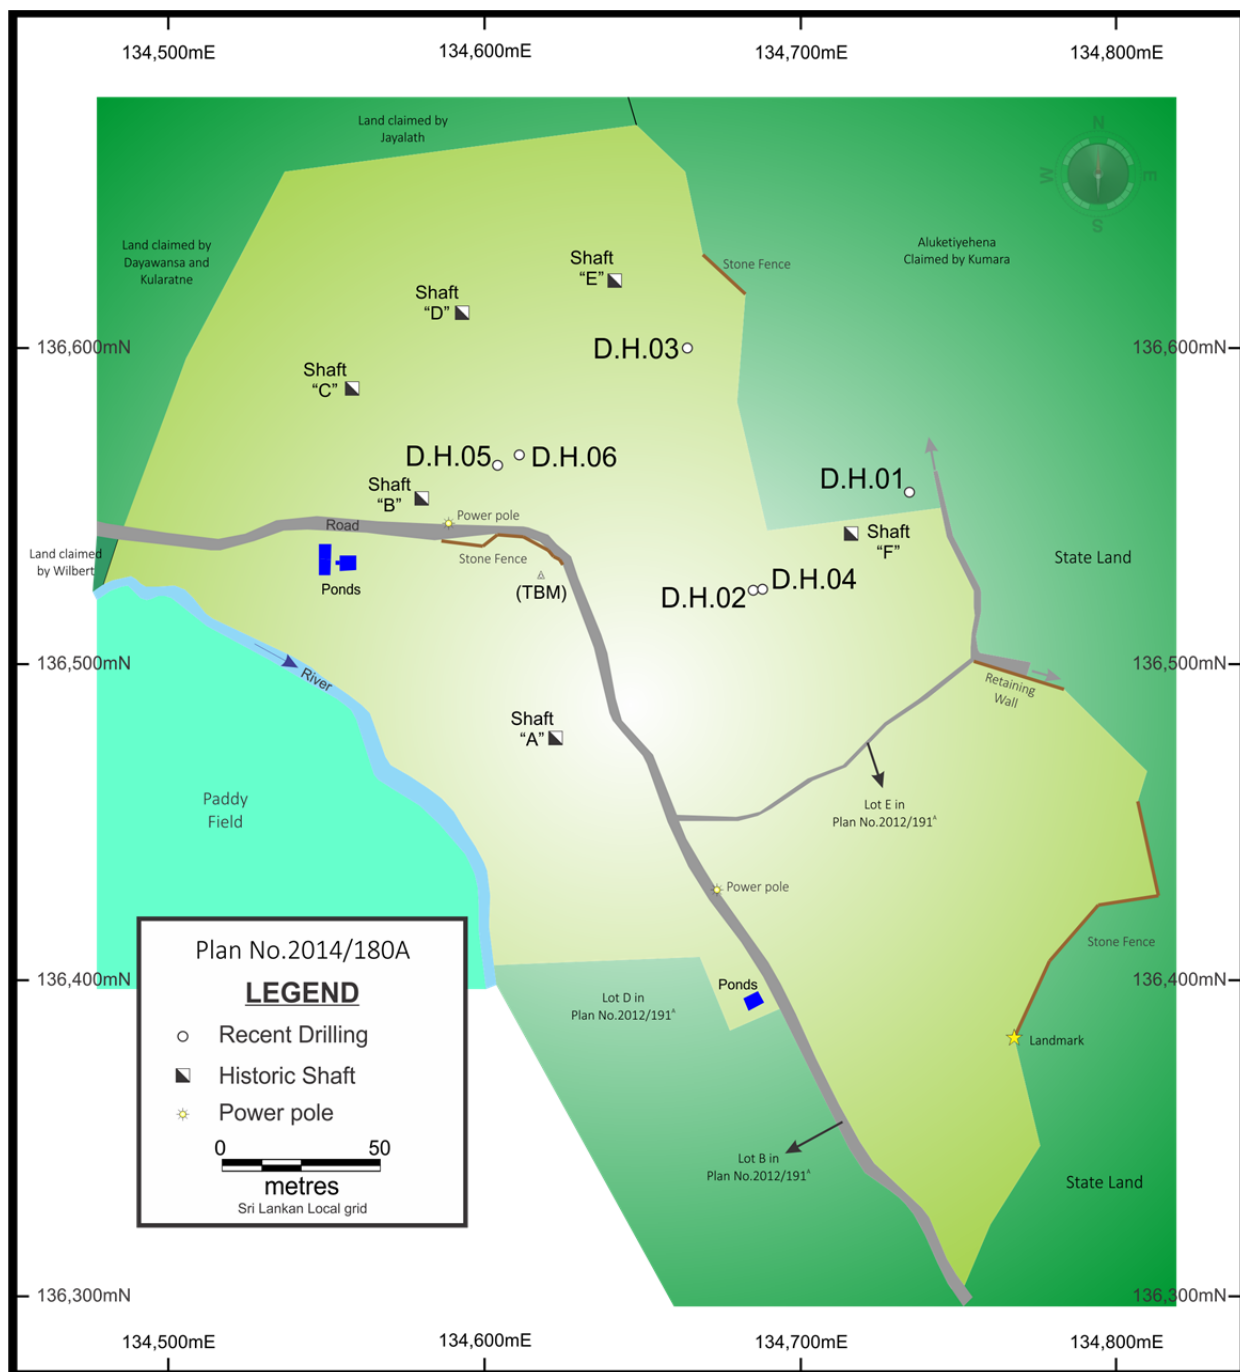 134,500mE
134,600mE
134,700mE
134,800mE
Land claimed by
Jayalath
N
W
E
S
Land claimed by
Dayawansa and
Kularatne
Aluketiyehena
Claimed by Kumara
Shaft
"E"
Stone Fence
Shaft
"D"
136,600mN
D.H.03
136,600mN
Shaft
"C"
D.H.05
D.H.06
D.H.01
Shaft
"B"
Power pole
Road
Shaft
"F"
Land claimed
by Wilbert
Stone Fence
State Land
Ponds
(TBM)
D.H.02
D.H.04
136,500mN
136,500mN
River
Retaining
Wall
Shaft
"A"
Paddy
Field
Lot E in
Plan No.2012/191A
Power pole
Plan No.2014/180A
Stone Fence
136,400mN
136,400mN
LEGEND
Ponds
Lot D in
Plan No.2012/191A
Recent Drilling
Landmark
Historic Shaft
Power pole
0
50
metres
Sri Lankan Local grid
Lot B in
Plan No.2012/191A
State Land
136,300mN
136,300mN
134,500mE
134,600mE
134,700mE
134,800mE